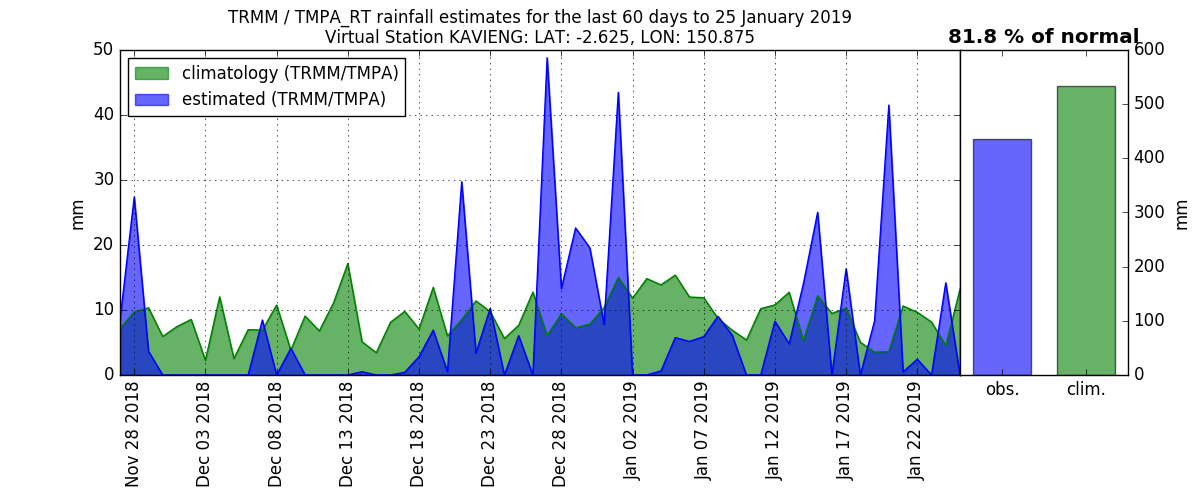 TRMM / TMPA_RT rainfall estimates for the last 60 days to 25 January 2019
Virtual Station KAVIENG: LAT: -2.625, LON: 150.875
81.8 % of normal
climatology (TRMM/TMPA)
estimated (TRMM/TMPA)
mm
50
40
30
20
10
0
Nov 28 2018
Dec 03 2018
Dec 08 2018
Dec 13 2018
Dec 18 2018
Dec 23 2018
Dec 28 2018
Jan 02 2019
Jan 07 2019
Jan 12 2019
Jan 17 2019
Jan 22 2019
600
500
400
300
200
100
0
mm
obs.
clim.